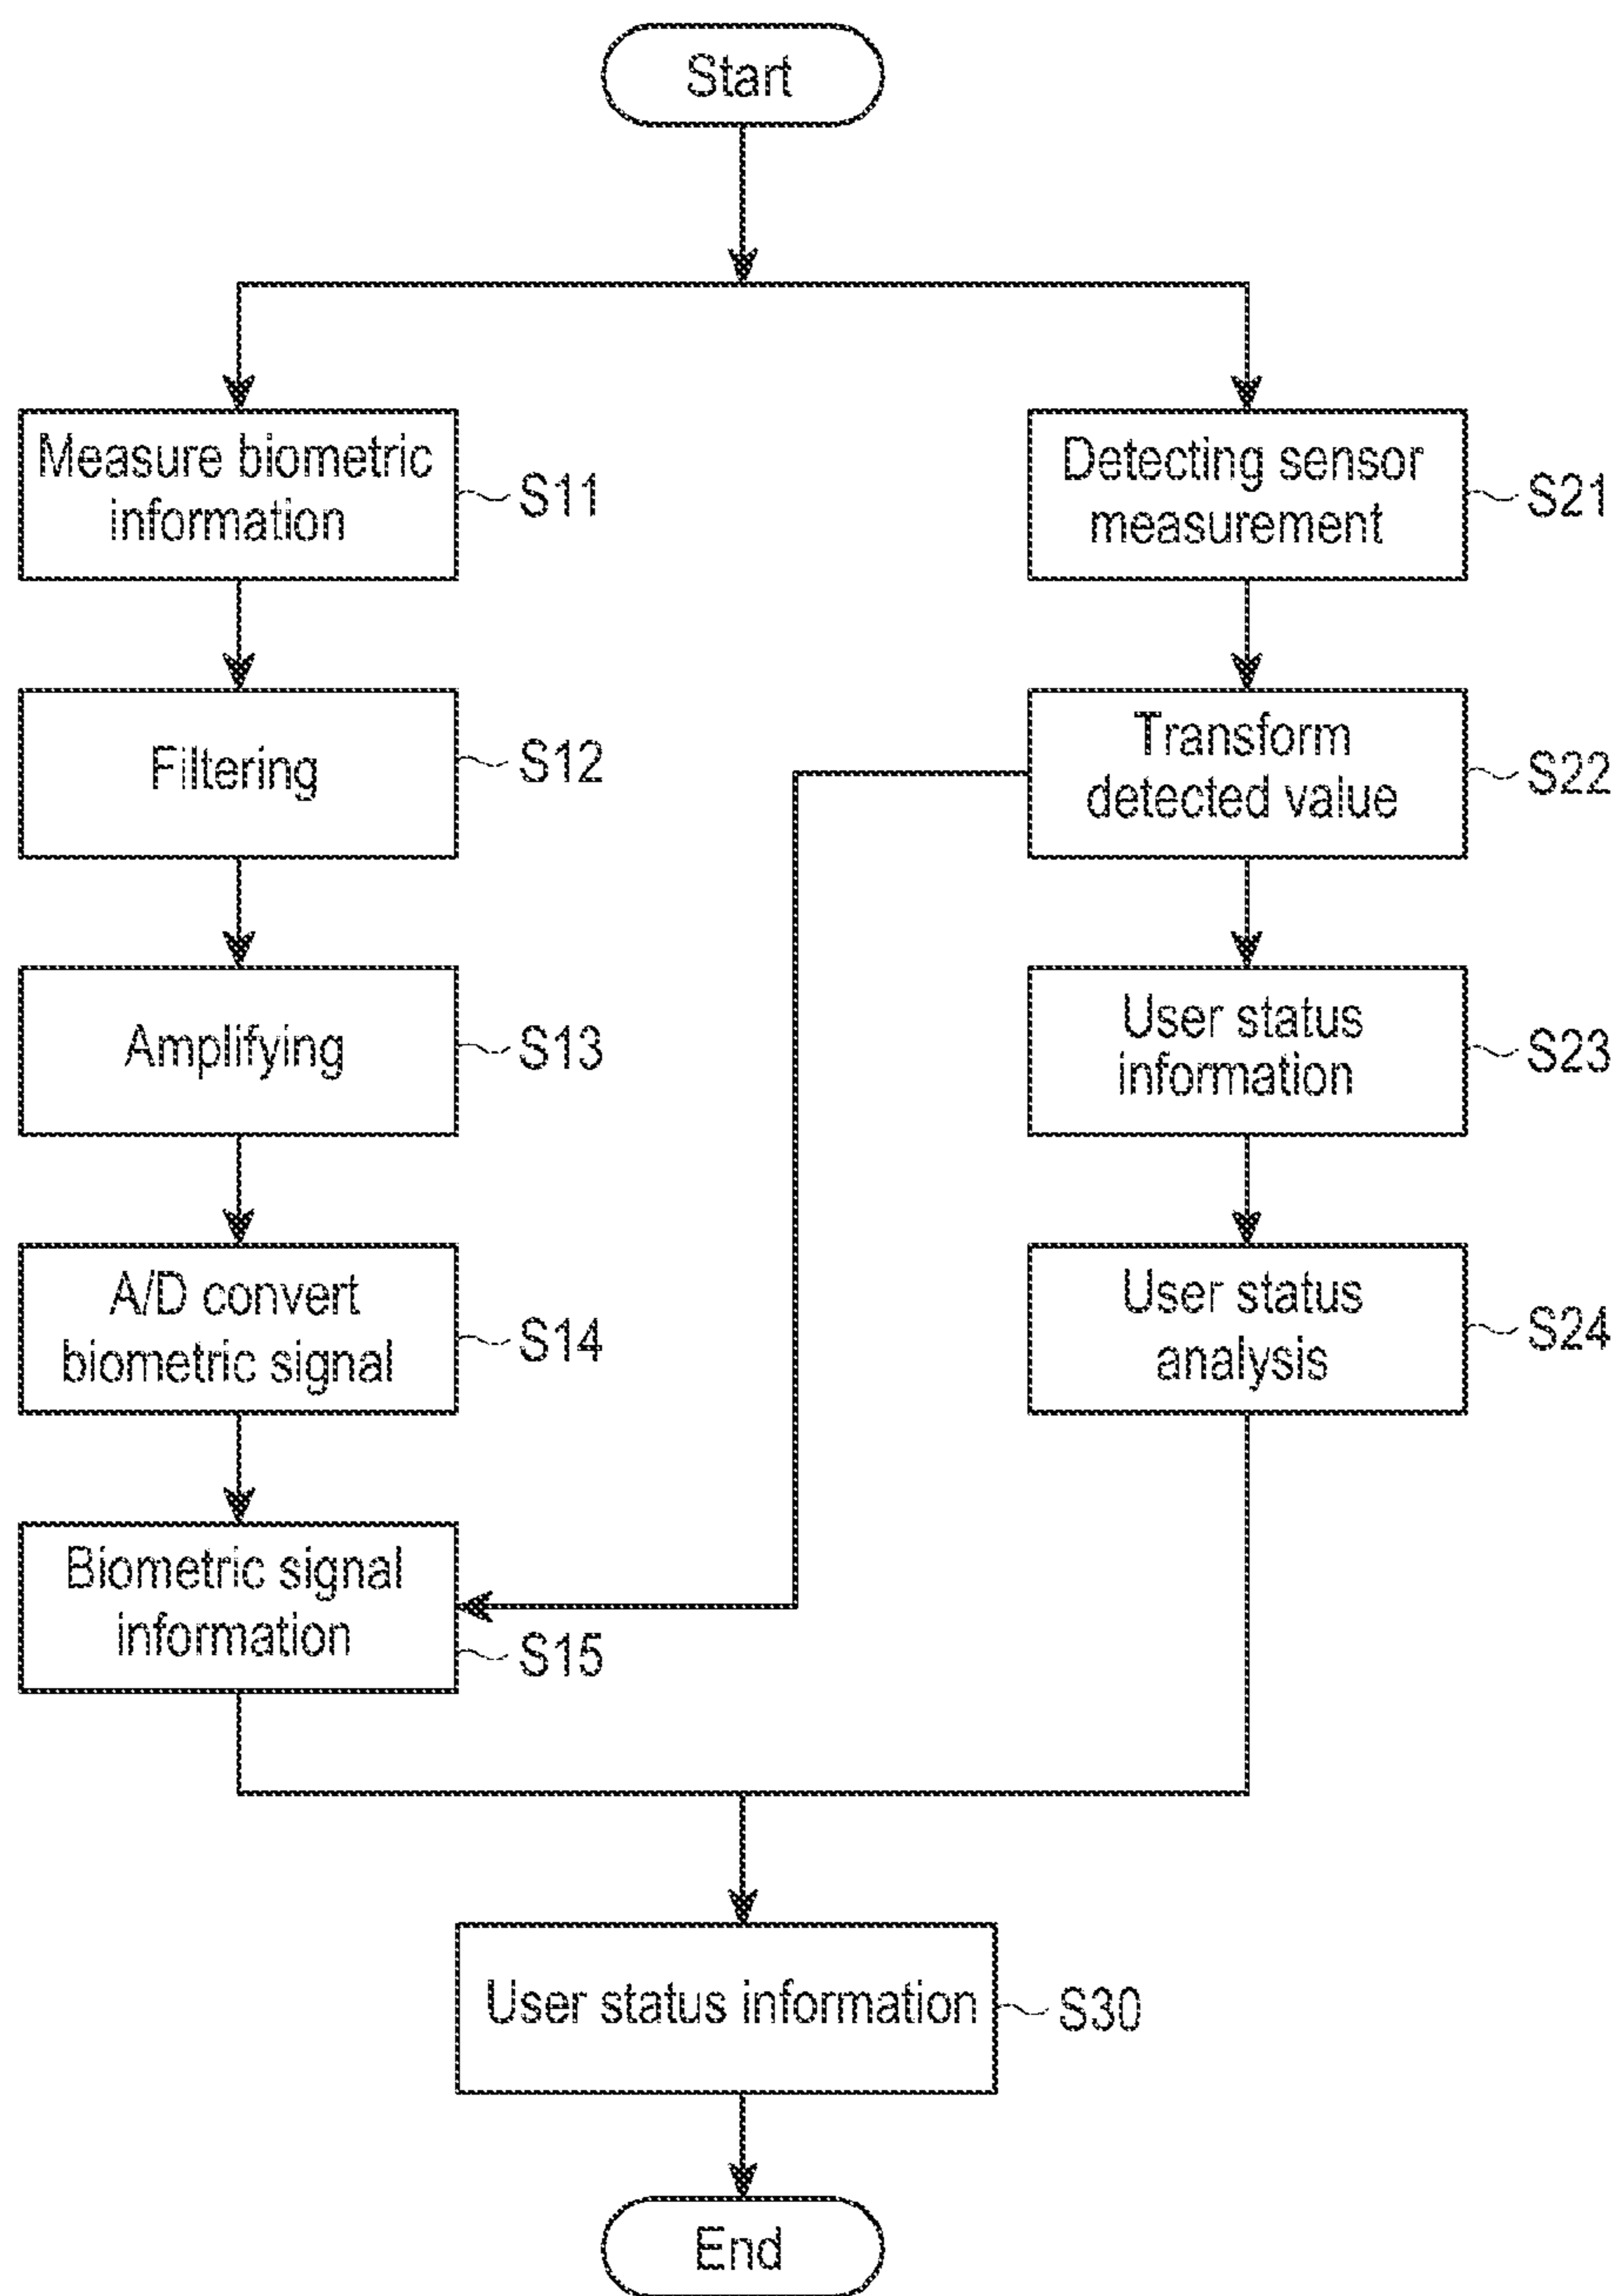 Start
Measure biometric
information
S11
Filtering
S12
Amplifying
S13
A/D convert
biometric signal
S14
Biometric signal
information
S15
Detecting sensor
measurement
S21
Transform
detected value
S22
User status
information
S23
User status
analysis
S24
User status information
S30
End